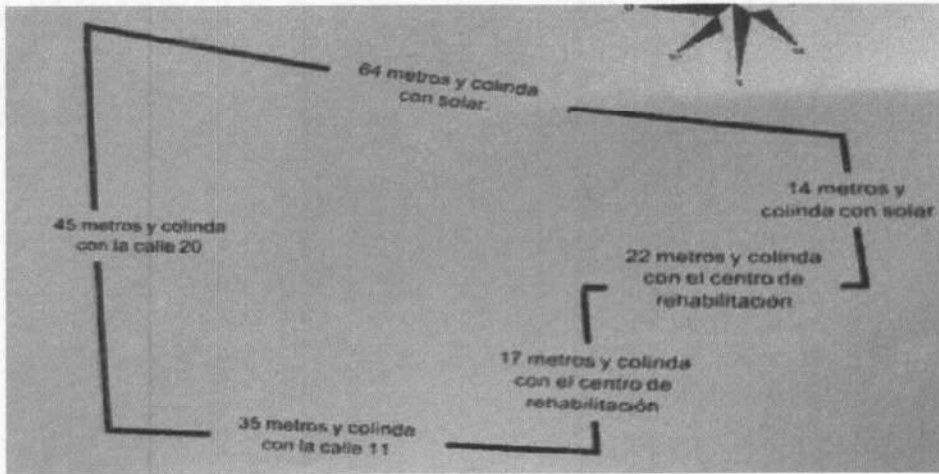 64 metros y colinda
con solar.
14 metros y
colinda con solar
45 metros y colinda
con la calle 20
22 metros y colinda
con el centro de
rehabilitación
17 metros y colinda
con el centro de
rehabilitación
35 metros y colinda
con la calle 11